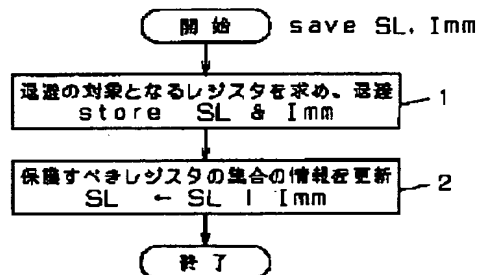 開始 save SL, Imm
退避の対象となるレジスタを求め、退避
store SL & Imm
1
保護すべきレジスタの集合の情報を更新
SL ← SL | Imm
2
終了